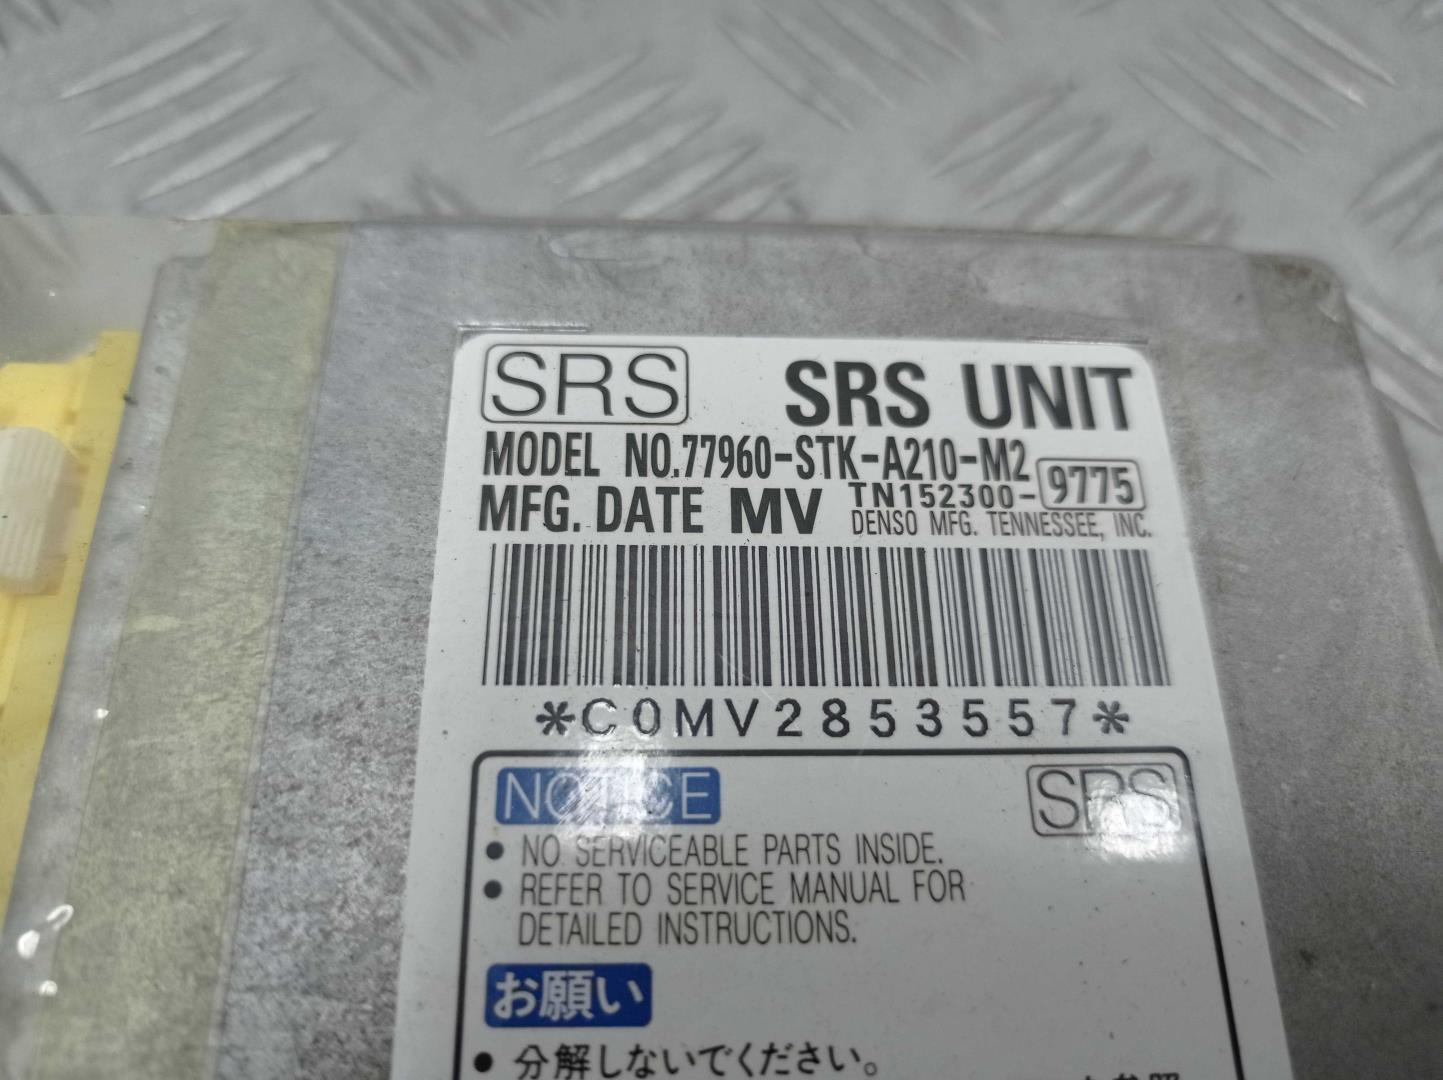 SRS SRS UNIT
MODEL NO.77960-STK-A210-M2
MFG. DATE MV TN152300-9775
DENSO MFG. TENNESSEE, INC.
*C0MV2853557*
NOTICE SRS
• NO SERVICEABLE PARTS INSIDE.
• REFER TO SERVICE MANUAL FOR
DETAILED INSTRUCTIONS.
お願い
• 分解しないでください。